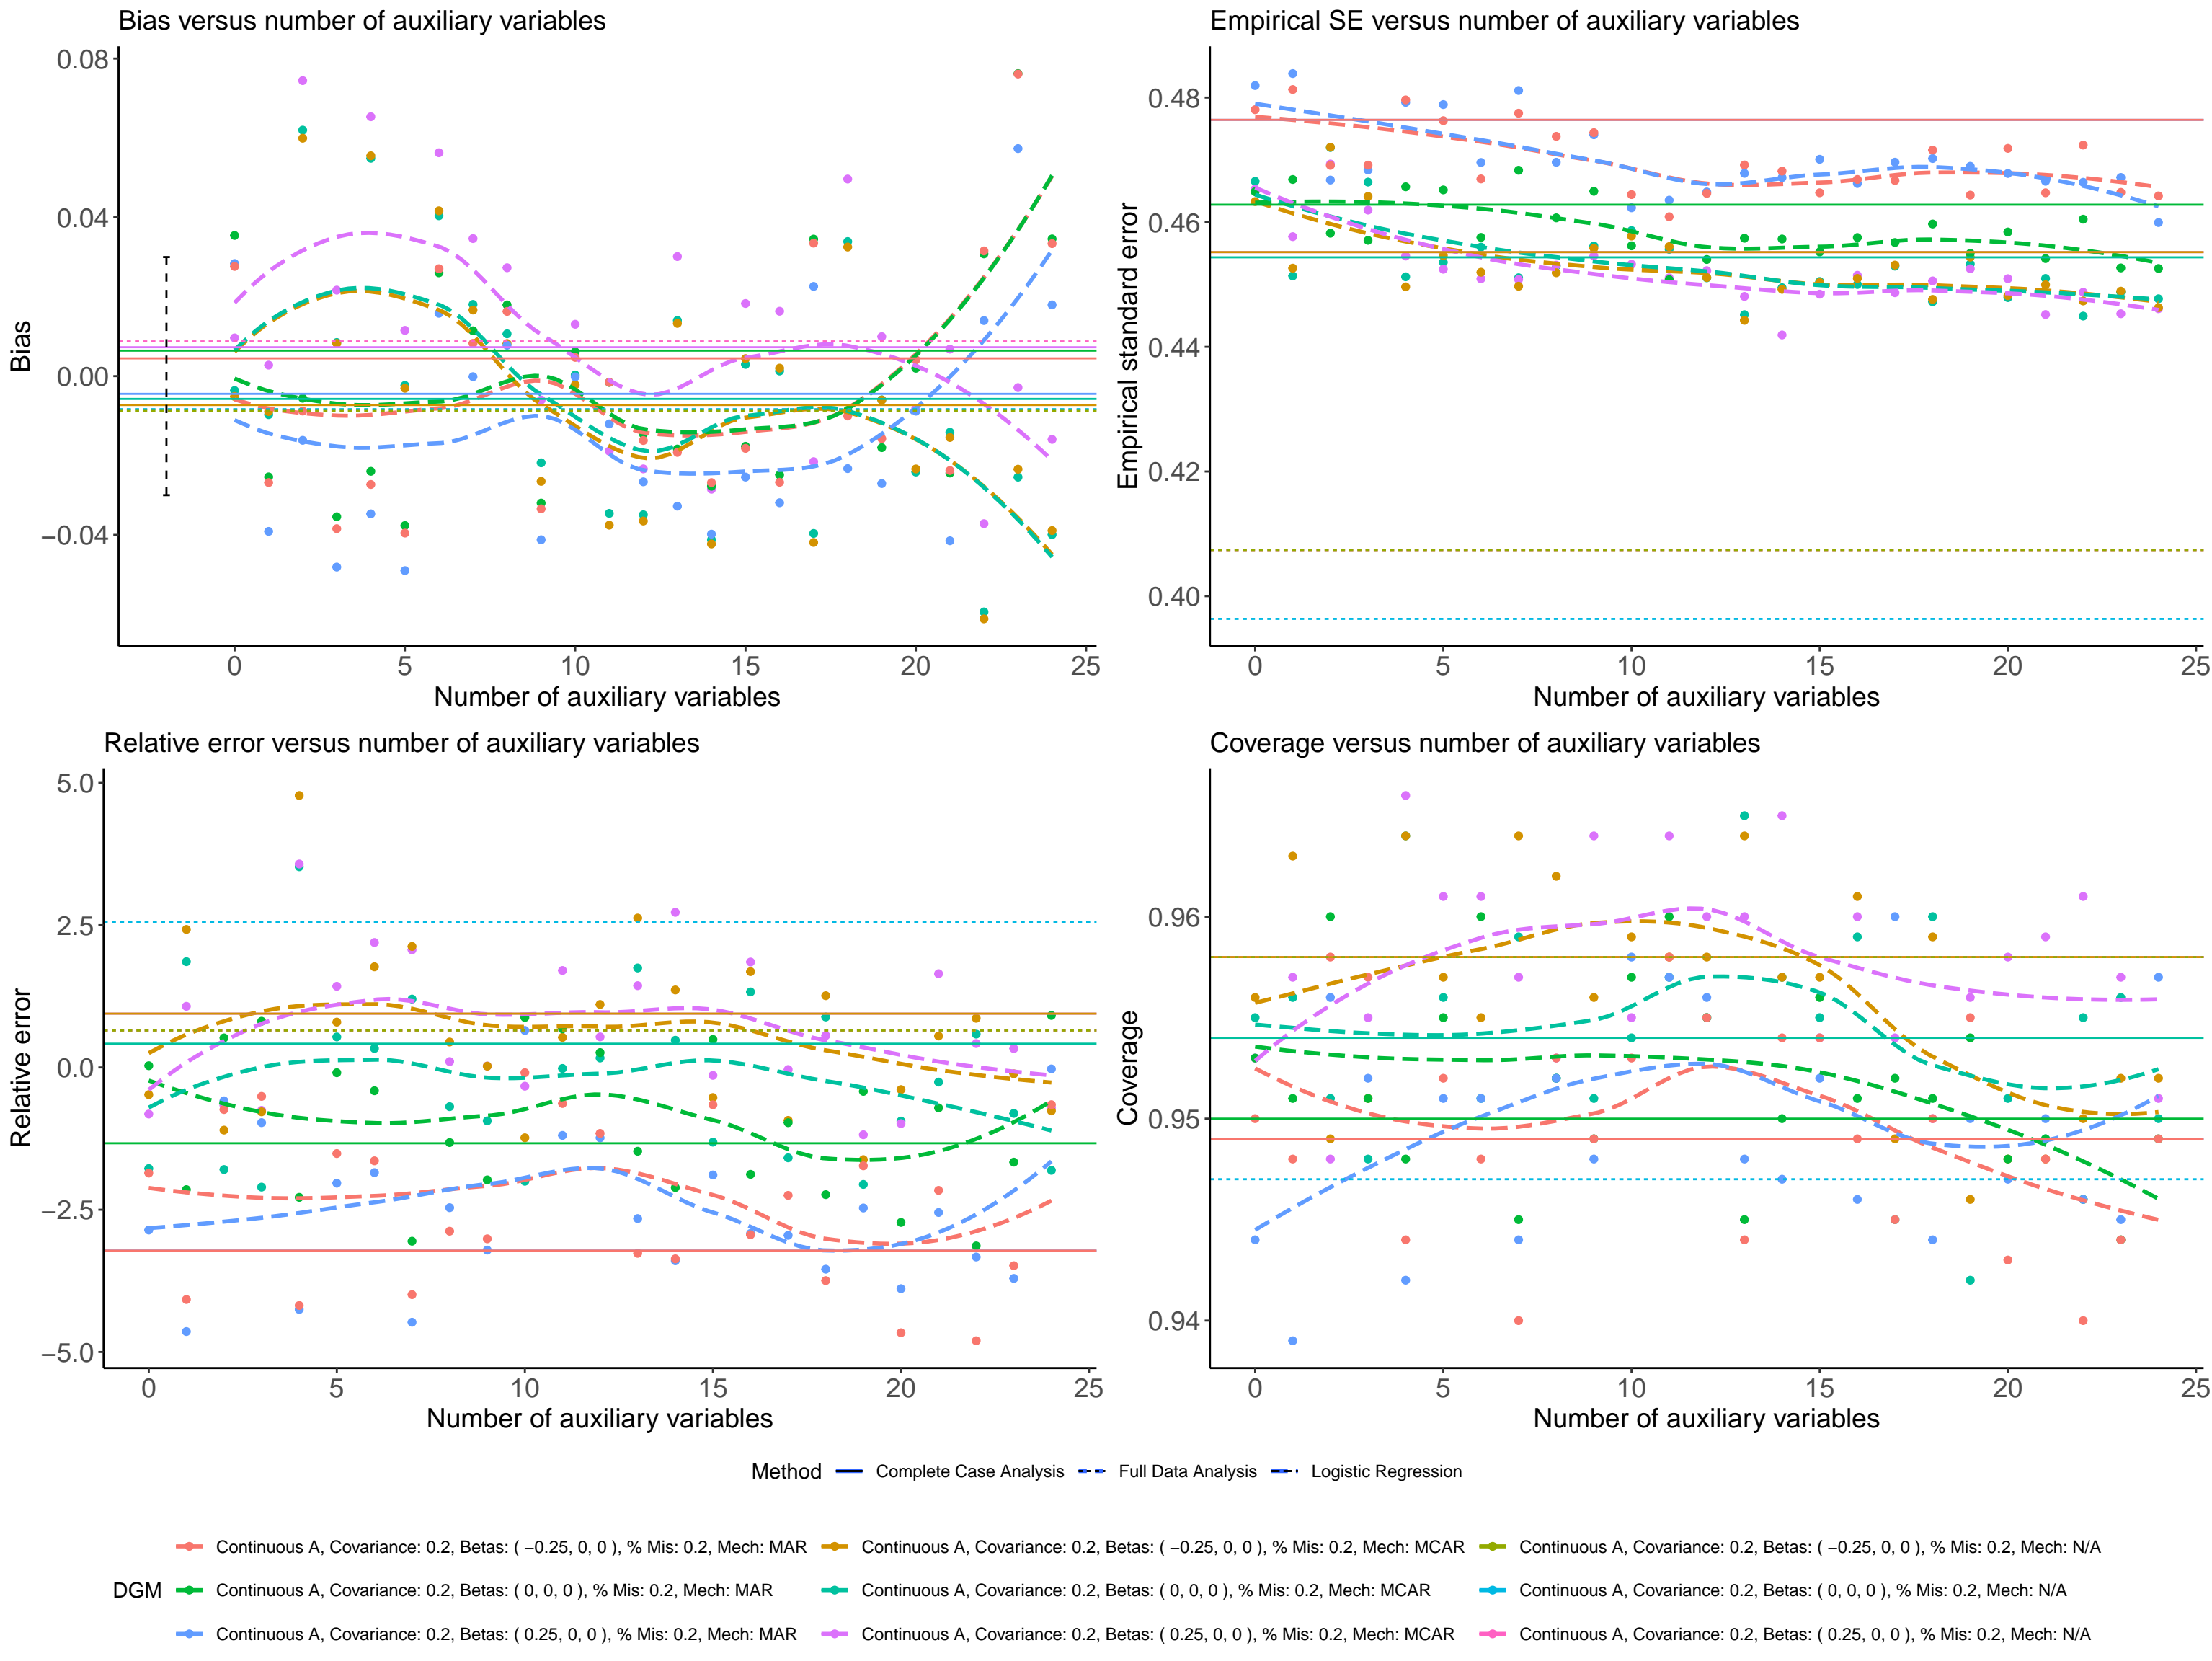 Bias versus number of auxiliary variables
0.08
0.04
0.00
−0.04
Bias
0 5 10 15 20 25
Number of auxiliary variables
Empirical SE versus number of auxiliary variables
0.48
0.46
0.44
0.42
0.40
Empirical standard error
0 5 10 15 20 25
Number of auxiliary variables
Relative error versus number of auxiliary variables
5.0
2.5
0.0
−2.5
−5.0
Relative error
0 5 10 15 20 25
Number of auxiliary variables
Coverage versus number of auxiliary variables
0.96
0.95
0.94
Coverage
0 5 10 15 20 25
Number of auxiliary variables
Method Complete Case Analysis Full Data Analysis Logistic Regression
DGM
Continuous A, Covariance: 0.2, Betas: ( −0.25, 0, 0 ), % Mis: 0.2, Mech: MAR
Continuous A, Covariance: 0.2, Betas: ( 0, 0, 0 ), % Mis: 0.2, Mech: MAR
Continuous A, Covariance: 0.2, Betas: ( 0.25, 0, 0 ), % Mis: 0.2, Mech: MAR
Continuous A, Covariance: 0.2, Betas: ( −0.25, 0, 0 ), % Mis: 0.2, Mech: MCAR
Continuous A, Covariance: 0.2, Betas: ( 0, 0, 0 ), % Mis: 0.2, Mech: MCAR
Continuous A, Covariance: 0.2, Betas: ( 0.25, 0, 0 ), % Mis: 0.2, Mech: MCAR
Continuous A, Covariance: 0.2, Betas: ( −0.25, 0, 0 ), % Mis: 0.2, Mech: N/A
Continuous A, Covariance: 0.2, Betas: ( 0, 0, 0 ), % Mis: 0.2, Mech: N/A
Continuous A, Covariance: 0.2, Betas: ( 0.25, 0, 0 ), % Mis: 0.2, Mech: N/A